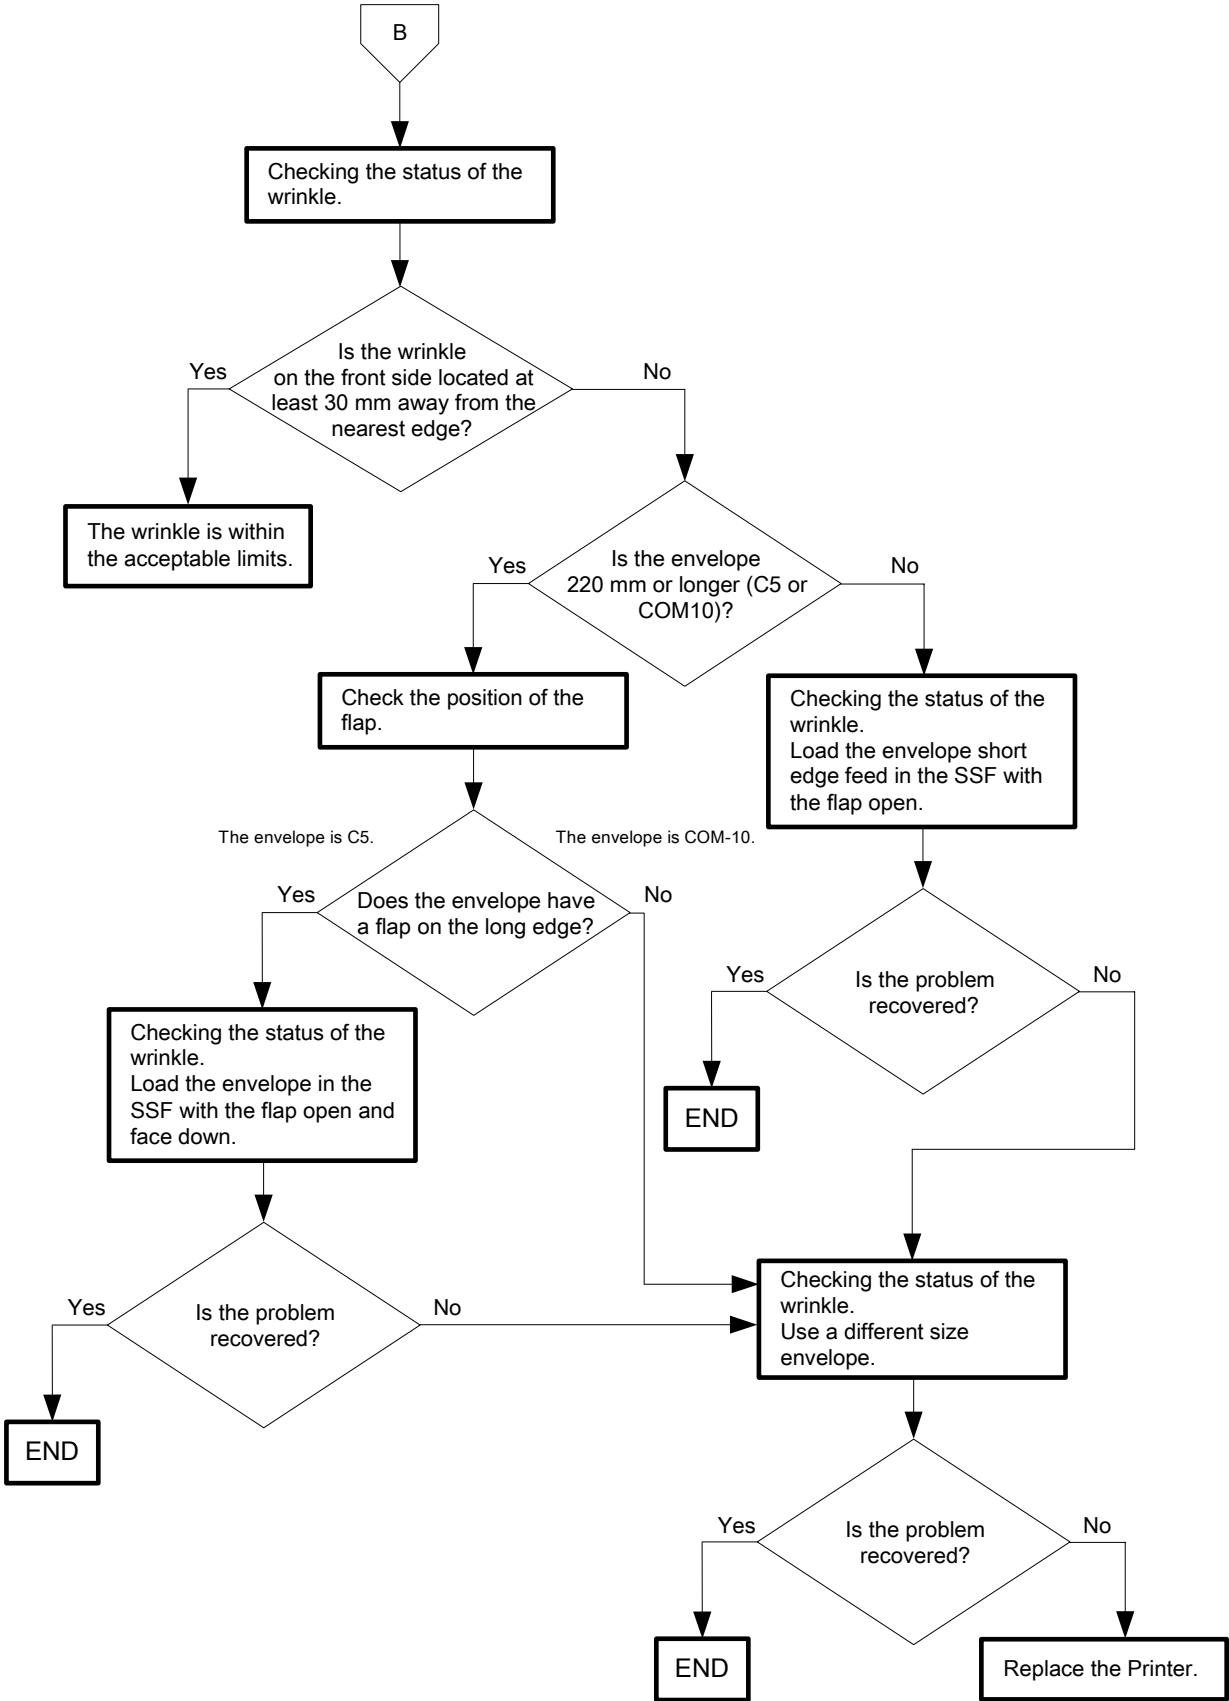 B
Checking the status of the
wrinkle.
Is the wrinkle
on the front side located at
least 30 mm away from the
nearest edge?
Yes
No
The wrinkle is within
the acceptable limits.
Is the envelope
220 mm or longer (C5 or
COM10)?
Yes
No
Check the position of the
flap.
Checking the status of the
wrinkle.
Load the envelope short
edge feed in the SSF with
the flap open.
The envelope is C5.
The envelope is COM-10.
Does the envelope have
a flap on the long edge?
Yes
No
Is the problem
recovered?
Yes
No
END
Checking the status of the
wrinkle.
Load the envelope in the
SSF with the flap open and
face down.
Is the problem
recovered?
Yes
No
END
Checking the status of the
wrinkle.
Use a different size
envelope.
Is the problem
recovered?
Yes
No
END
Replace the Printer.